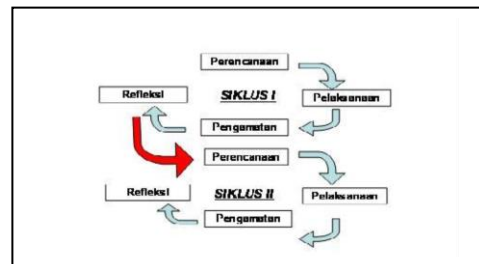 Perencanaan
Refleksi
SIKLUS I
Pelaksanaan
Pengamatan
Perencanaan
Refleksi
SIKLUS II
Pelaksanaan
Pengamatan